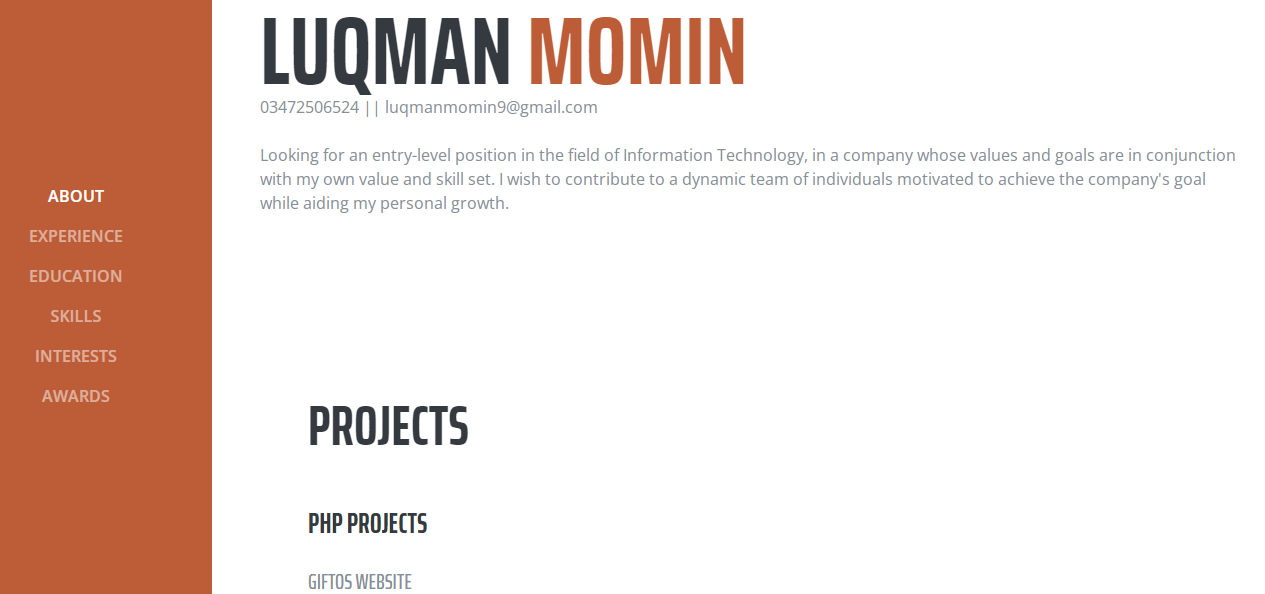 ABOUT
EXPERIENCE
EDUCATION
SKILLS
INTERESTS
AWARDS
LUQMAN MOMIN
03472506524 || luqmanmomin9@gmail.com
Looking for an entry-level position in the field of Information Technology, in a company whose values and goals are in conjunction
with my own value and skill set. I wish to contribute to a dynamic team of individuals motivated to achieve the company's goal
while aiding my personal growth.
PROJECTS
PHP PROJECTS
GIFTOS WEBSITE